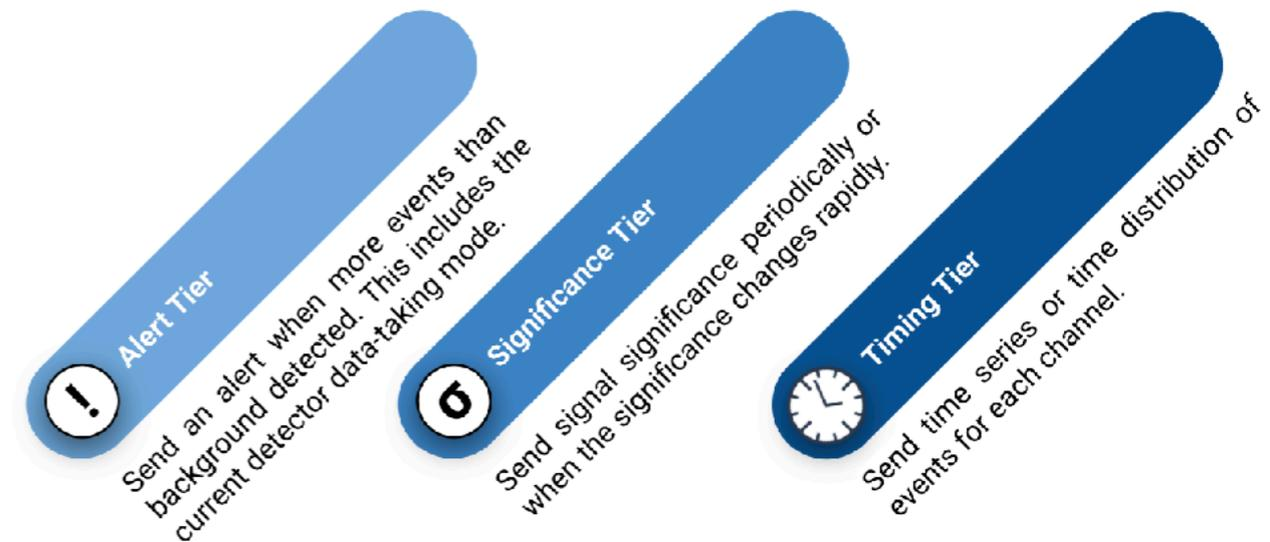 Alert Tier
!
Send an alert when more events than
background detected. This includes the
current detector data-taking mode.
Significance Tier
σ
Send signal significance periodically or
when the significance changes rapidly.
Timing Tier
Send time series or time distribution of
events for each channel.